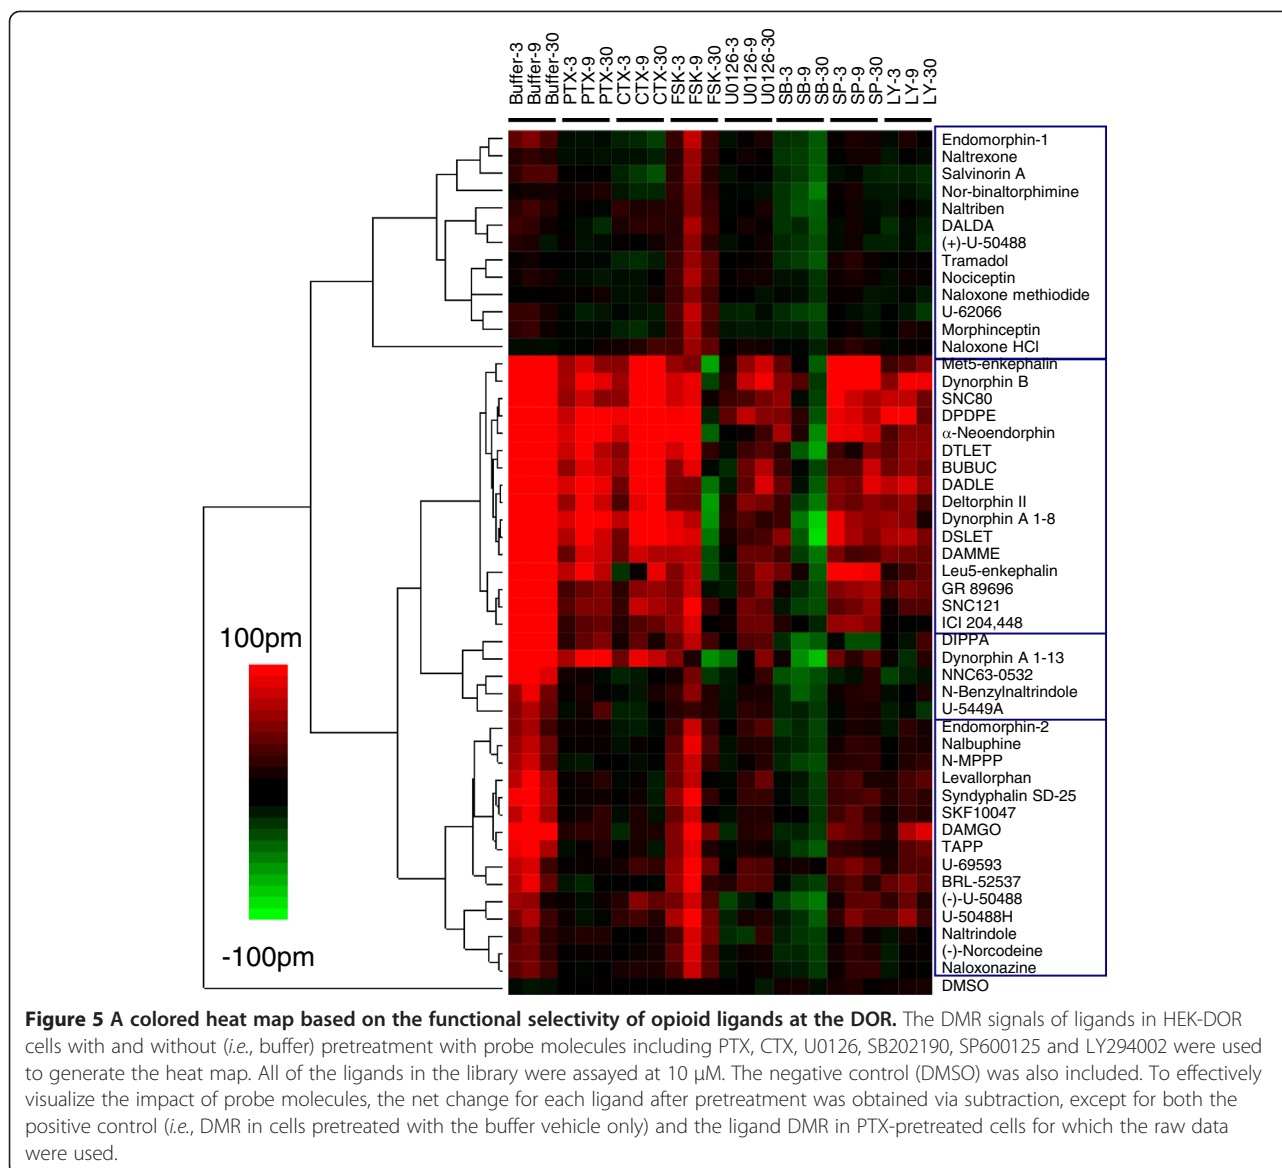 Buffer-3
Buffer-9
Buffer-30
PTX-3
PTX-9
PTX-30
CTX-3
CTX-9
CTX-30
FSK-3
FSK-9
FSK-30
U0126-3
U0126-9
U0126-30
SB-3
SB-9
SB-30
SP-3
SP-9
SP-30
LY-3
LY-9
LY-30
Endomorphin-1
Naltrexone
Salvinorin A
Nor-binaltorphimine
Naltriben
DALDA
(+)-U-50488
Tramadol
Nociceptin
Naloxone methiodide
U-62066
Morphinceptin
Naloxone HCl
Met5-enkephalin
Dynorphin B
SNC80
DPDPE
α-Neoendorphin
DTLET
BUBUC
DADLE
Deltorphin II
Dynorphin A 1-8
DSLET
DAMME
Leu5-enkephalin
GR 89696
SNC121
ICI 204,448
DIPPA
Dynorphin A 1-13
NNC63-0532
N-Benzylnaltrindole
U-5449A
Endomorphin-2
Nalbuphine
N-MPPP
Levallorphan
Syndyphalin SD-25
SKF10047
DAMGO
TAPP
U-69593
BRL-52537
(-)-U-50488
U-50488H
Naltrindole
(-)-Norcodeine
Naloxonazine
DMSO
100pm
-100pm
Figure 5 A colored heat map based on the functional selectivity of opioid ligands at the DOR. The DMR signals of ligands in HEK-DOR
cells with and without (i.e., buffer) pretreatment with probe molecules including PTX, CTX, U0126, SB202190, SP600125 and LY294002 were used
to generate the heat map. All of the ligands in the library were assayed at 10 μM. The negative control (DMSO) was also included. To effectively
visualize the impact of probe molecules, the net change for each ligand after pretreatment was obtained via subtraction, except for both the
positive control (i.e., DMR in cells pretreated with the buffer vehicle only) and the ligand DMR in PTX-pretreated cells for which the raw data
were used.